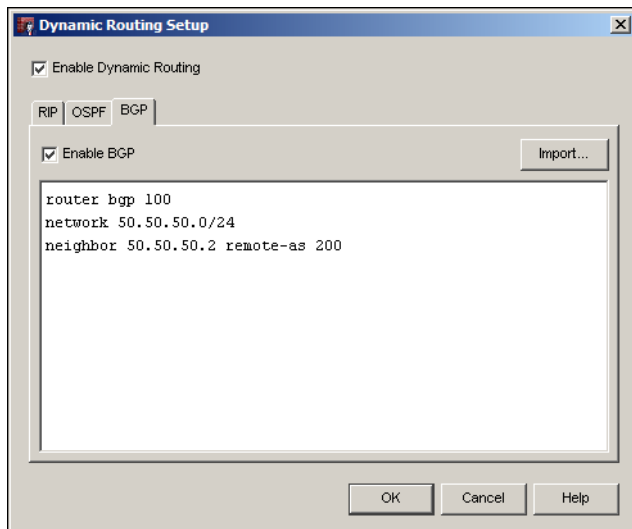 Dynamic Routing Setup
Enable Dynamic Routing
RIP OSPF BGP
Enable BGP Import...
router bgp 100
network 50.50.50.0/24
neighbor 50.50.50.2 remote-as 200
OK Cancel Help